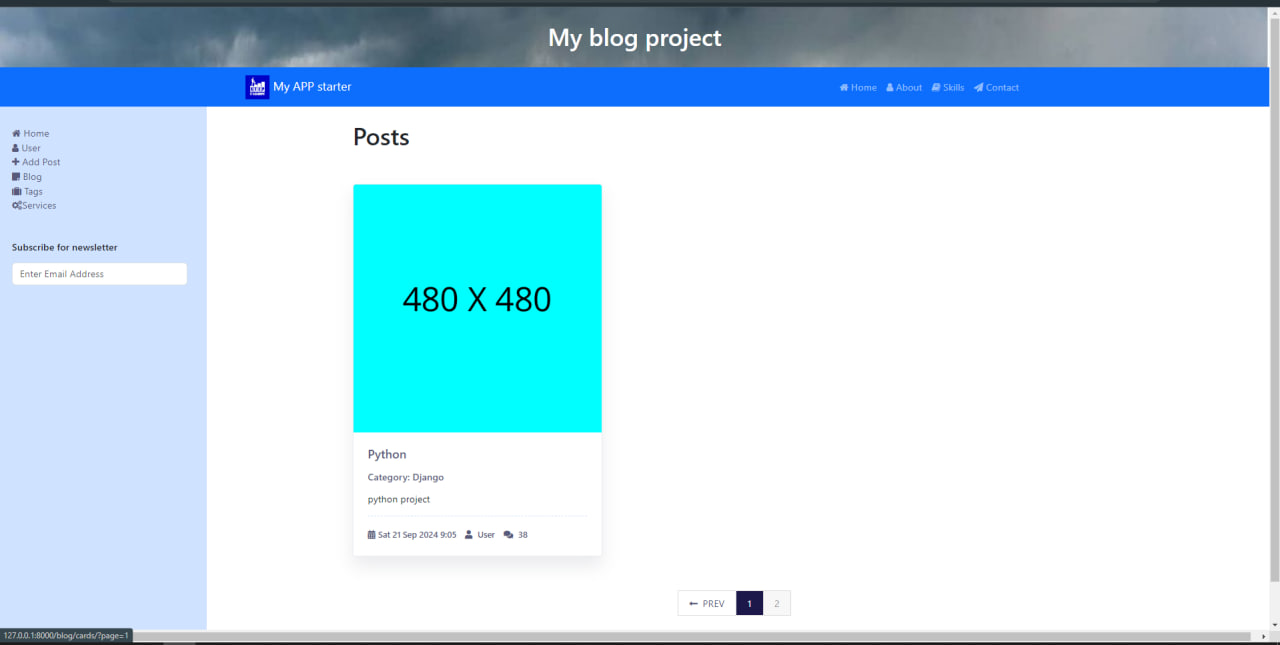 My blog project
My APP starter
Home About Skills Contact
Home
User
Add Post
Blog
Tags
Services
Subscribe for newsletter
Enter Email Address
Posts
480 X 480
Python
Category: Django
python project
Sat 21 Sep 2024 9:05 User 38
← PREV 1 2
127.0.0.1:8000/blog/cards/?page=1